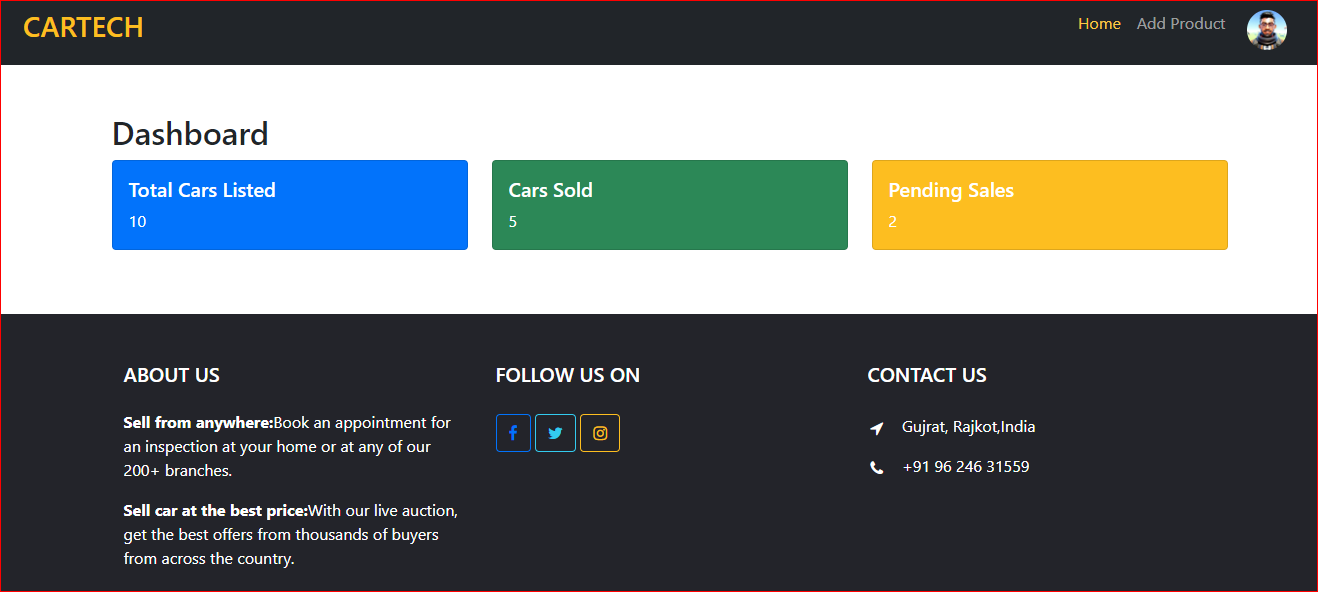 CARTECH
Home Add Product
Dashboard
Total Cars Listed
10
Cars Sold
5
Pending Sales
2
ABOUT US
Sell from anywhere:Book an appointment for
an inspection at your home or at any of our
200+ branches.
Sell car at the best price:With our live auction,
get the best offers from thousands of buyers
from across the country.
FOLLOW US ON
CONTACT US
Gujrat, Rajkot,India
+91 96 246 31559